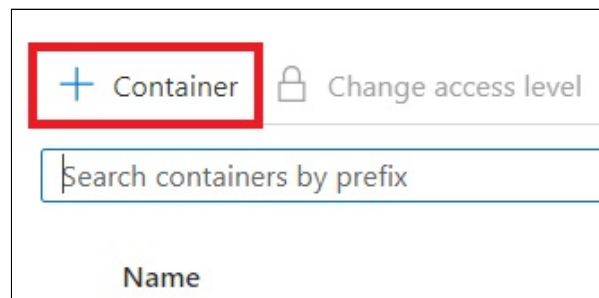 + Container Change access level
Search containers by prefix
Name